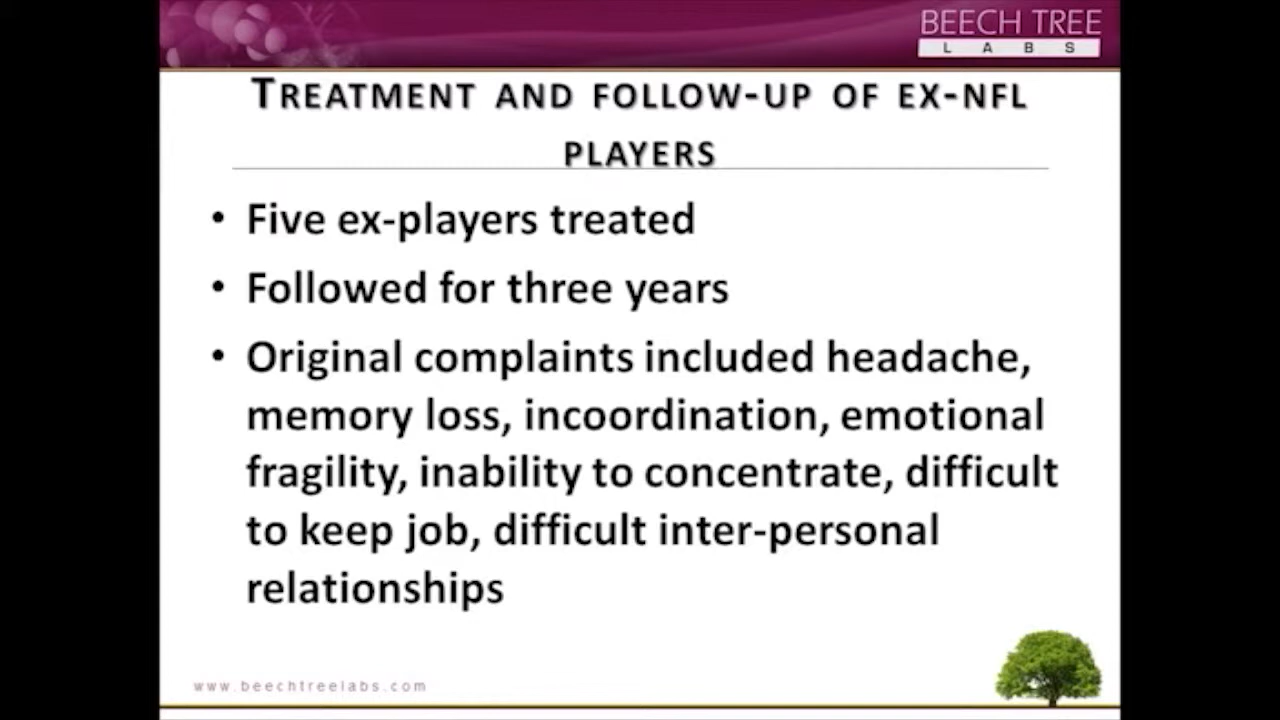 BEECH TREE
LABS
TREATMENT AND FOLLOW-UP OF EX-NFL
PLAYERS
• Five ex-players treated
• Followed for three years
• Original complaints included headache,
memory loss, incoordination, emotional
fragility, inability to concentrate, difficult
to keep job, difficult inter-personal
relationships
www.beechtreelabs.com